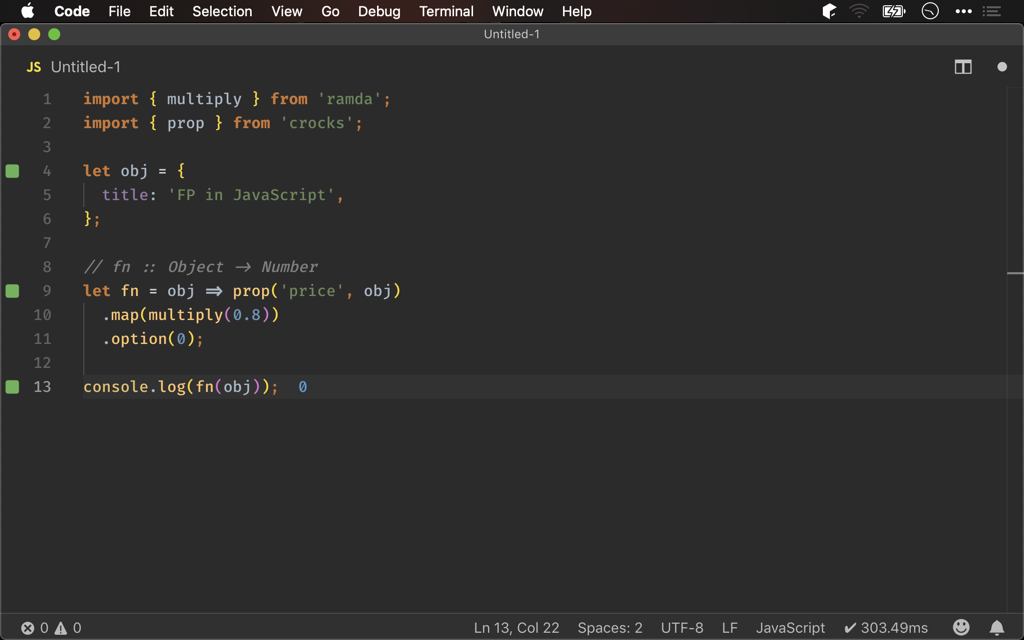 Code File Edit Selection View Go Debug Terminal Window Help
Untitled-1
JS Untitled-1
1 import { multiply } from 'ramda';
2 import { prop } from 'crocks';
3
4 let obj = {
5 title: 'FP in JavaScript',
6 };
7
8 // fn :: Object → Number
9 let fn = obj ⇒ prop('price', obj)
10 .map(multiply(0.8))
11 .option(0);
12
13 console.log(fn(obj)); 0
0 0 Ln 13, Col 22 Spaces: 2 UTF-8 LF JavaScript ✔ 303.49ms